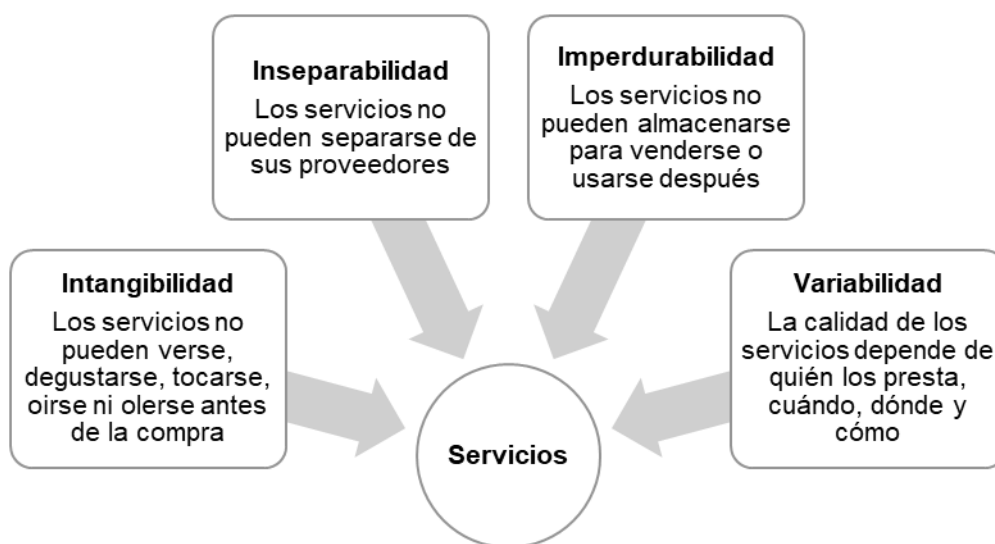 Inseparabilidad
Los servicios no
pueden separarse de
sus proveedores
Imperdurabilidad
Los servicios no
pueden almacenarse
para venderse o
usarse después
Intangibilidad
Los servicios no
pueden verse,
degustarse, tocarse,
oirse ni olerse antes
de la compra
Variabilidad
La calidad de los
servicios depende de
quién los presta,
cuándo, dónde y
cómo
Servicios